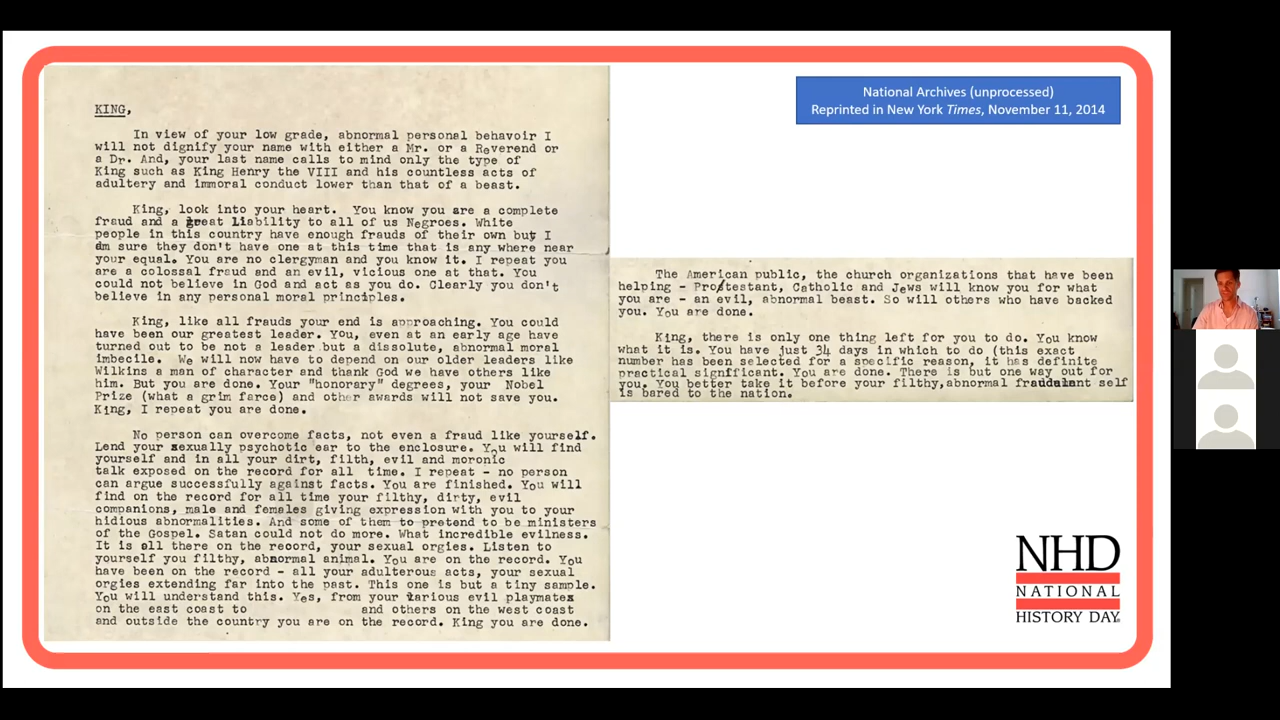 KING,
In view of your low grade, abnormal personal behavoir I
will not dignify your name with either a Mr. or a Reverend or
a Dr. And, your last name calls to mind only the type of
King such as King Henry the VIII and his countless acts of
adultery and immoral conduct lower than that of a beast.
King, look into your heart. You know you are a complete
fraud and a great liability to all of us Negroes. White
people in this country have enough frauds of their own but I
am sure they don't have one at this time that is any where near
your equal. You are no clergyman and you know it. I repeat you
are a colossal fraud and an evil, vicious one at that. You
could not believe in God and act as you do. Clearly you don't
believe in any personal moral principles.
King, like all frauds your end is approaching. You could
have been our greatest leader. You, even at an early age have
turned out to be not a leader but a dissolute, abnormal moral
imbecile. We will now have to depend on our older leaders like
Wilkins a man of character and thank God we have others like
him. But you are done. Your "honorary" degrees, your Nobel
Prize (what a grim farce) and other awards will not save you.
King, I repeat you are done.
No person can overcome facts, not even a fraud like yourself.
Lend your sexually psychotic ear to the enclosure. You will find
yourself and in all your dirt, filth, evil and moronic
talk exposed on the record for all time. I repeat - no person
can argue successfully against facts. You are finished. You will
find on the record for all time your filthy, dirty, evil
companions, male and females giving expression with you to your
hidious abnormalities. And some of them to pretend to be ministers
of the Gospel. Satan could not do more. What incredible evilness.
It is all there on the record, your sexual orgies. Listen to
yourself you filthy, abnormal animal. You are on the record. You
have been on the record - all your adulterous acts, your sexual
orgies extending far into the past. This one is but a tiny sample.
You will understand this. Yes, from your various evil playmates
on the east coast to and others on the west coast
and outside the country you are on the record. King you are done.
National Archives (unprocessed)
Reprinted in New York Times, November 11, 2014
The American public, the church organizations that have been
helping - Protestant, Catholic and Jews will know you for what
you are - an evil, abnormal beast. So will others who have backed
you. You are done.
King, there is only one thing left for you to do. You know
what it is. You have just 34 days in which to do (this exact
number has been selected for a specific reason, it has definite
practical significant. You are done. There is but one way out for
you. You better take it before your filthy,abnormal fraudulant self
is bared to the nation.
NHD
NATIONAL
HISTORY DAY